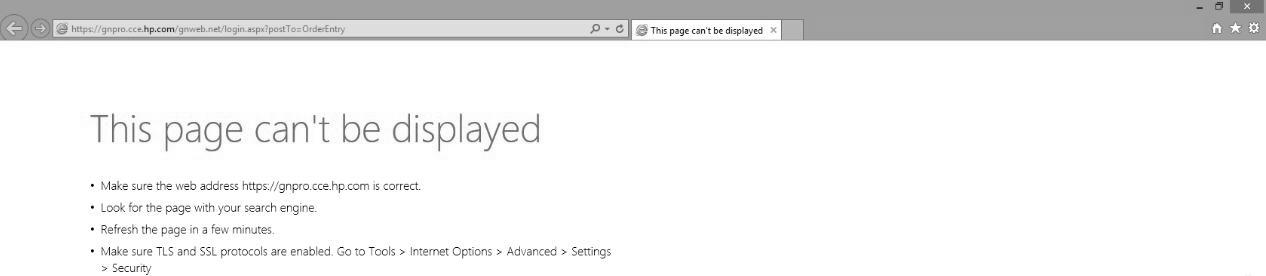 https://gnpro.cce.hp.com/gnweb.net/login.aspx?postTo=OrderEntry
This page can't be displayed
This page can't be displayed
• Make sure the web address https://gnpro.cce.hp.com is correct.
• Look for the page with your search engine.
• Refresh the page in a few minutes.
• Make sure TLS and SSL protocols are enabled. Go to Tools > Internet Options > Advanced > Settings
> Security